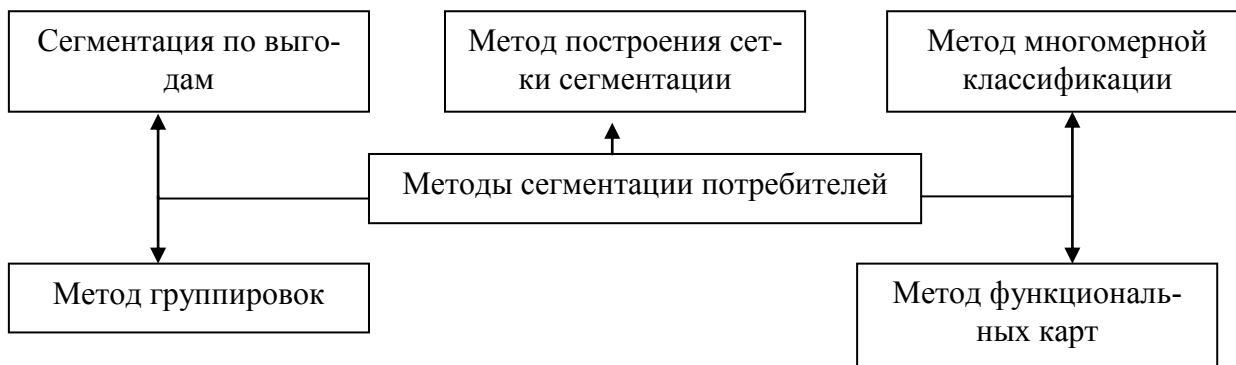 Сегментация по выго-
дам
Метод построения сет-
ки сегментации
Метод многомерной
классификации
Методы сегментации потребителей
Метод группировок
Метод функциональ-
ных карт